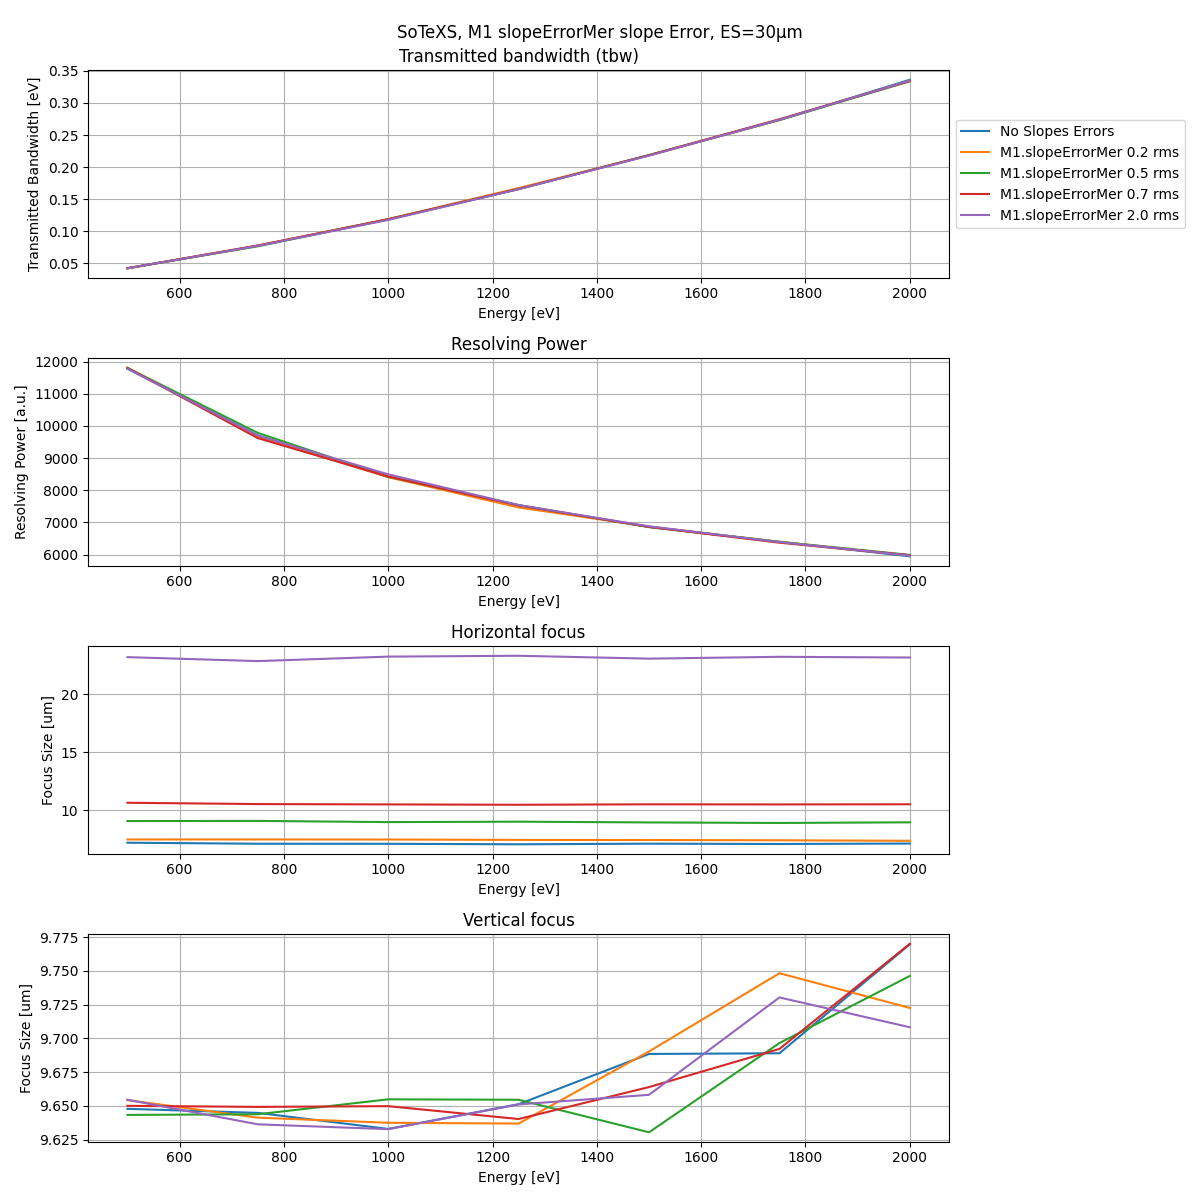 SoTeXS, M1 slopeErrorMer slope Error, ES=30μm
Transmitted bandwidth (tbw)
Transmitted Bandwidth [eV]
0.35
0.30
0.25
0.20
0.15
0.10
0.05
600 800 1000 1200 1400 1600 1800 2000
Energy [eV]
No Slopes Errors
M1.slopeErrorMer 0.2 rms
M1.slopeErrorMer 0.5 rms
M1.slopeErrorMer 0.7 rms
M1.slopeErrorMer 2.0 rms
Resolving Power
Resolving Power [a.u.]
12000
11000
10000
9000
8000
7000
6000
600 800 1000 1200 1400 1600 1800 2000
Energy [eV]
Horizontal focus
Focus Size [um]
20
15
10
600 800 1000 1200 1400 1600 1800 2000
Energy [eV]
Vertical focus
Focus Size [um]
9.775
9.750
9.725
9.700
9.675
9.650
9.625
600 800 1000 1200 1400 1600 1800 2000
Energy [eV]